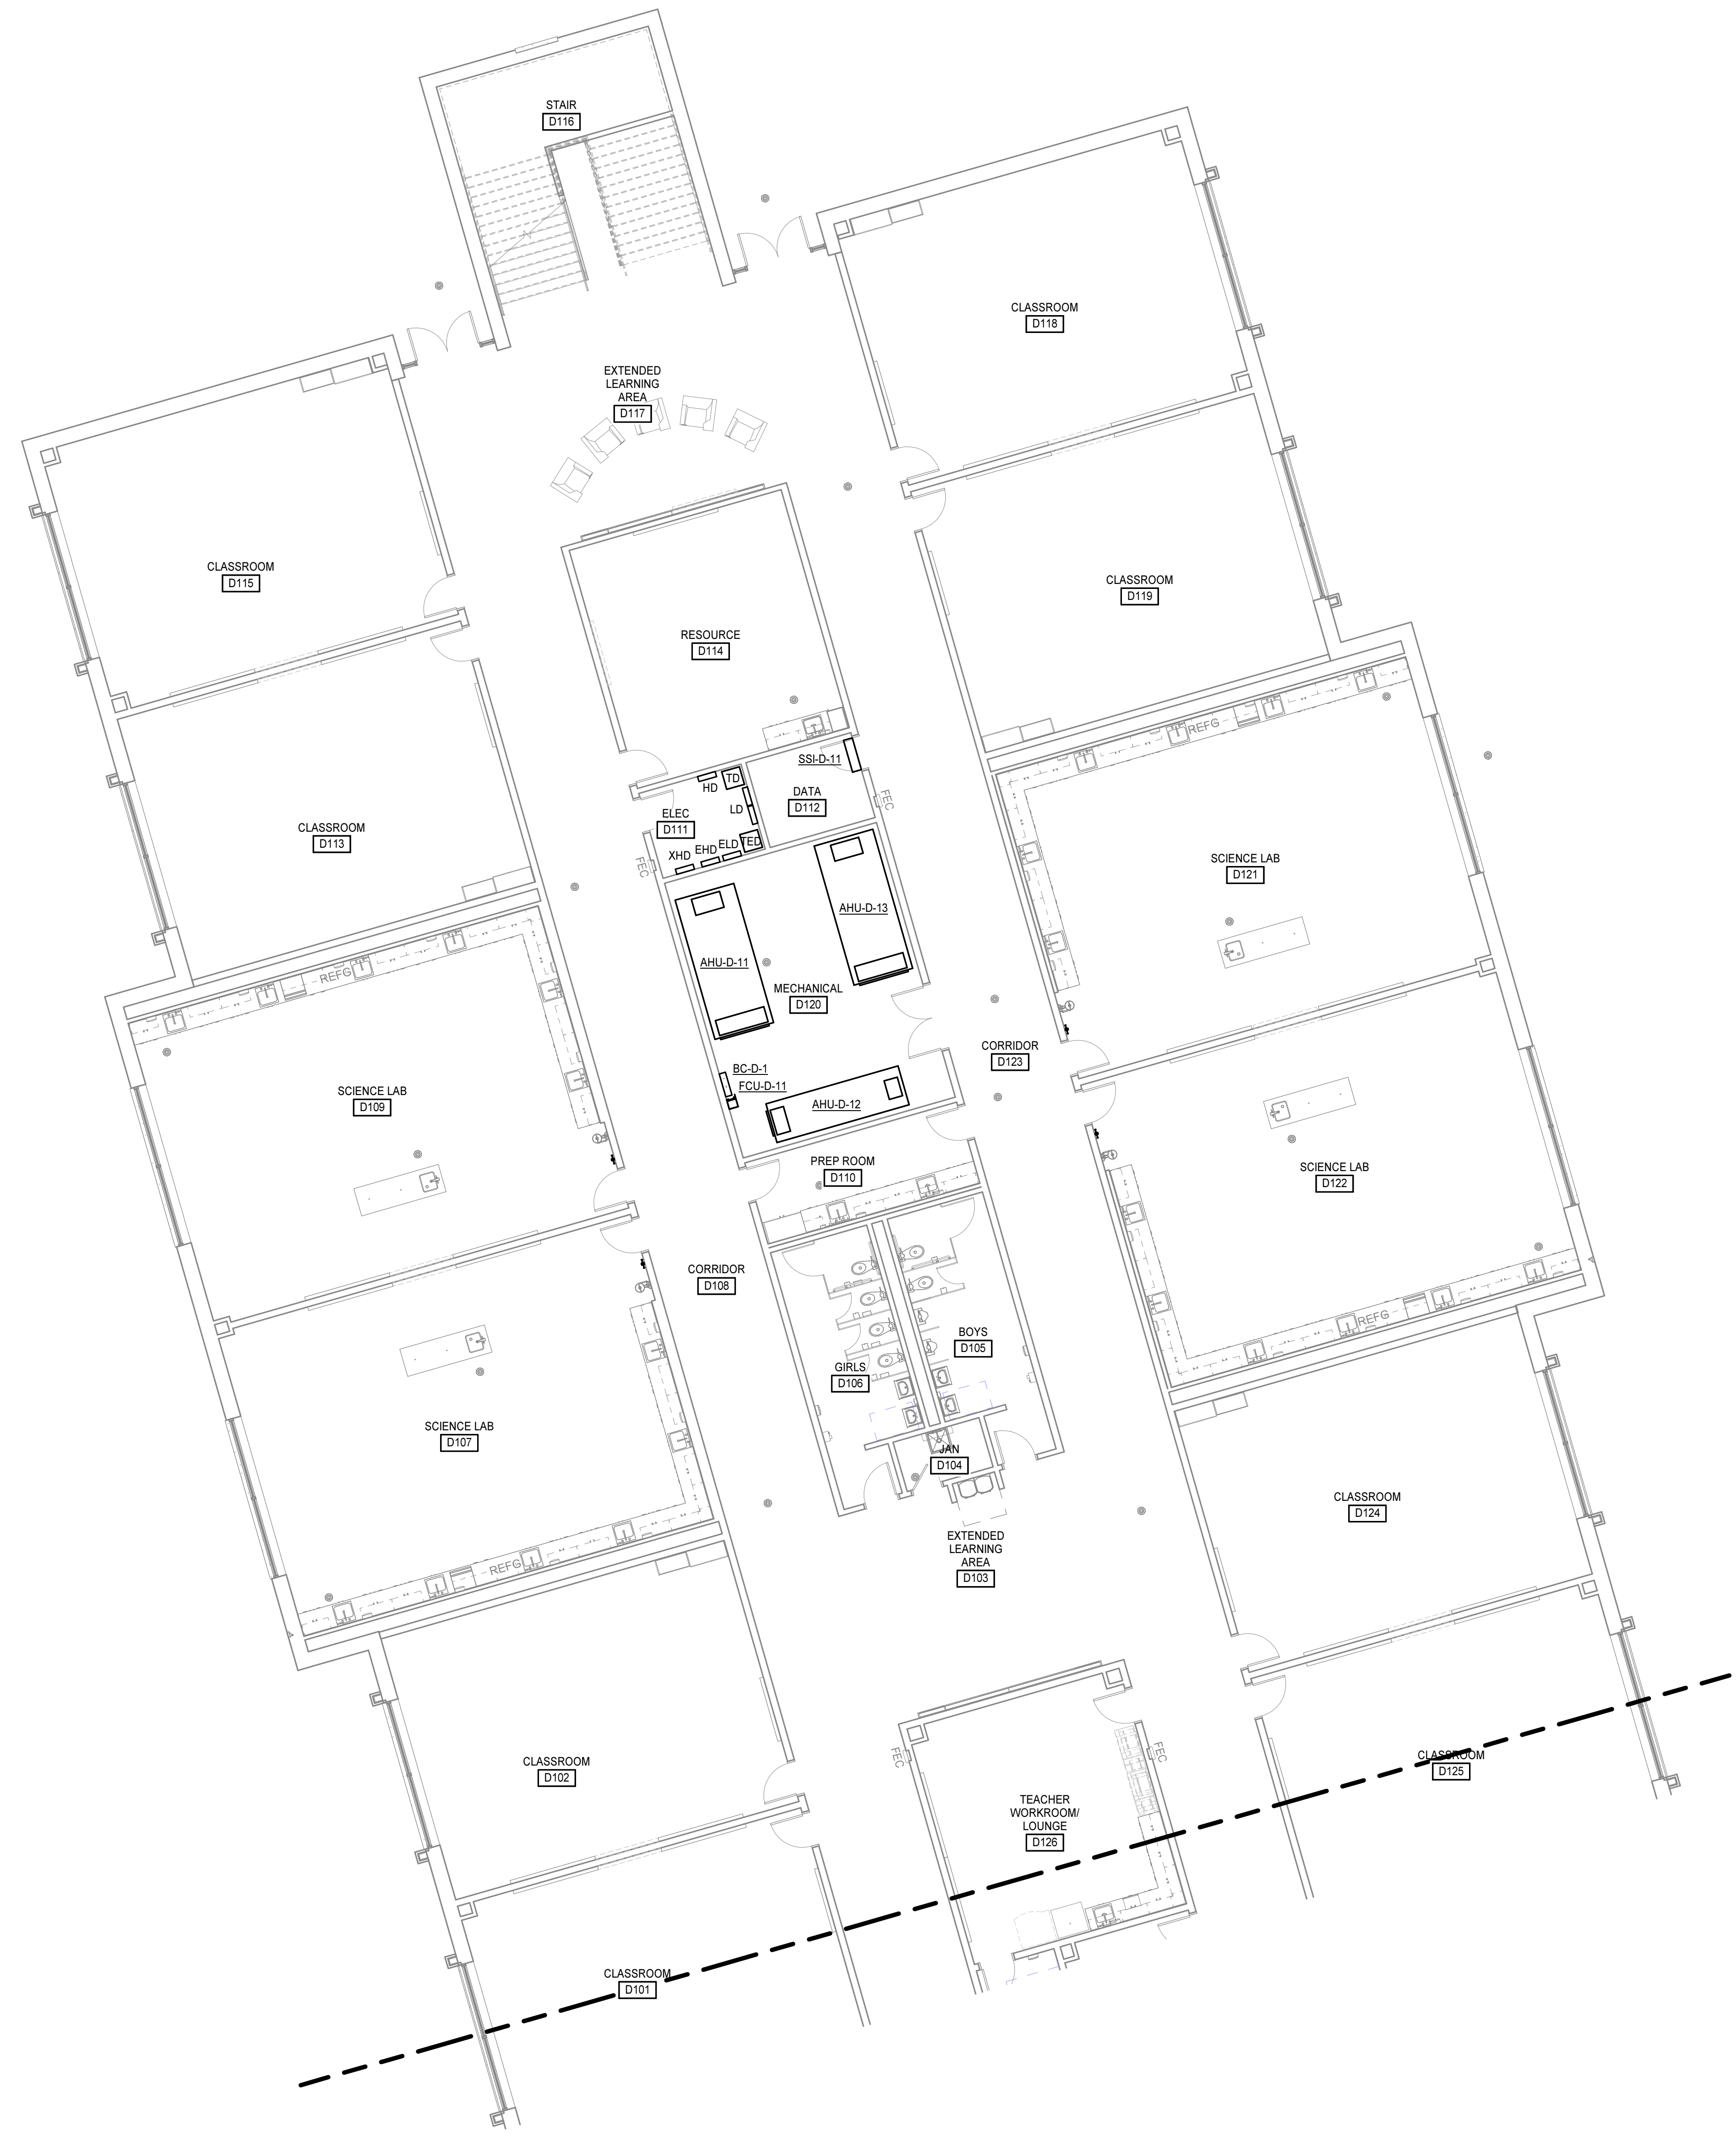 STAIR
D116
CLASSROOM
D118
EXTENDED
LEARNING
AREA
D117
CLASSROOM
D115
CLASSROOM
D119
RESOURCE
D114
REFG
SSI-D-11
TD
HD
DATA
D112
LD
FEC
ELEC
D111
CLASSROOM
D113
TED
ELD
EHD
XHD
FEC
SCIENCE LAB
D121
AHU-D-13
AHU-D-11
REFG
MECHANICAL
D120
CORRIDOR
D123
BC-D-1
FCU-D-11
SCIENCE LAB
D109
AHU-D-12
PREP ROOM
D110
SCIENCE LAB
D122
CORRIDOR
D108
REFG
BOYS
D105
GIRLS
D106
SCIENCE LAB
D107
JAN
D104
CLASSROOM
D124
EXTENDED
LEARNING
AREA
D103
REFG
CLASSROOM
D102
FEC
FEC
CLASSROOM
D125
TEACHER
WORKROOM/
LOUNGE
D126
CLASSROOM
D101